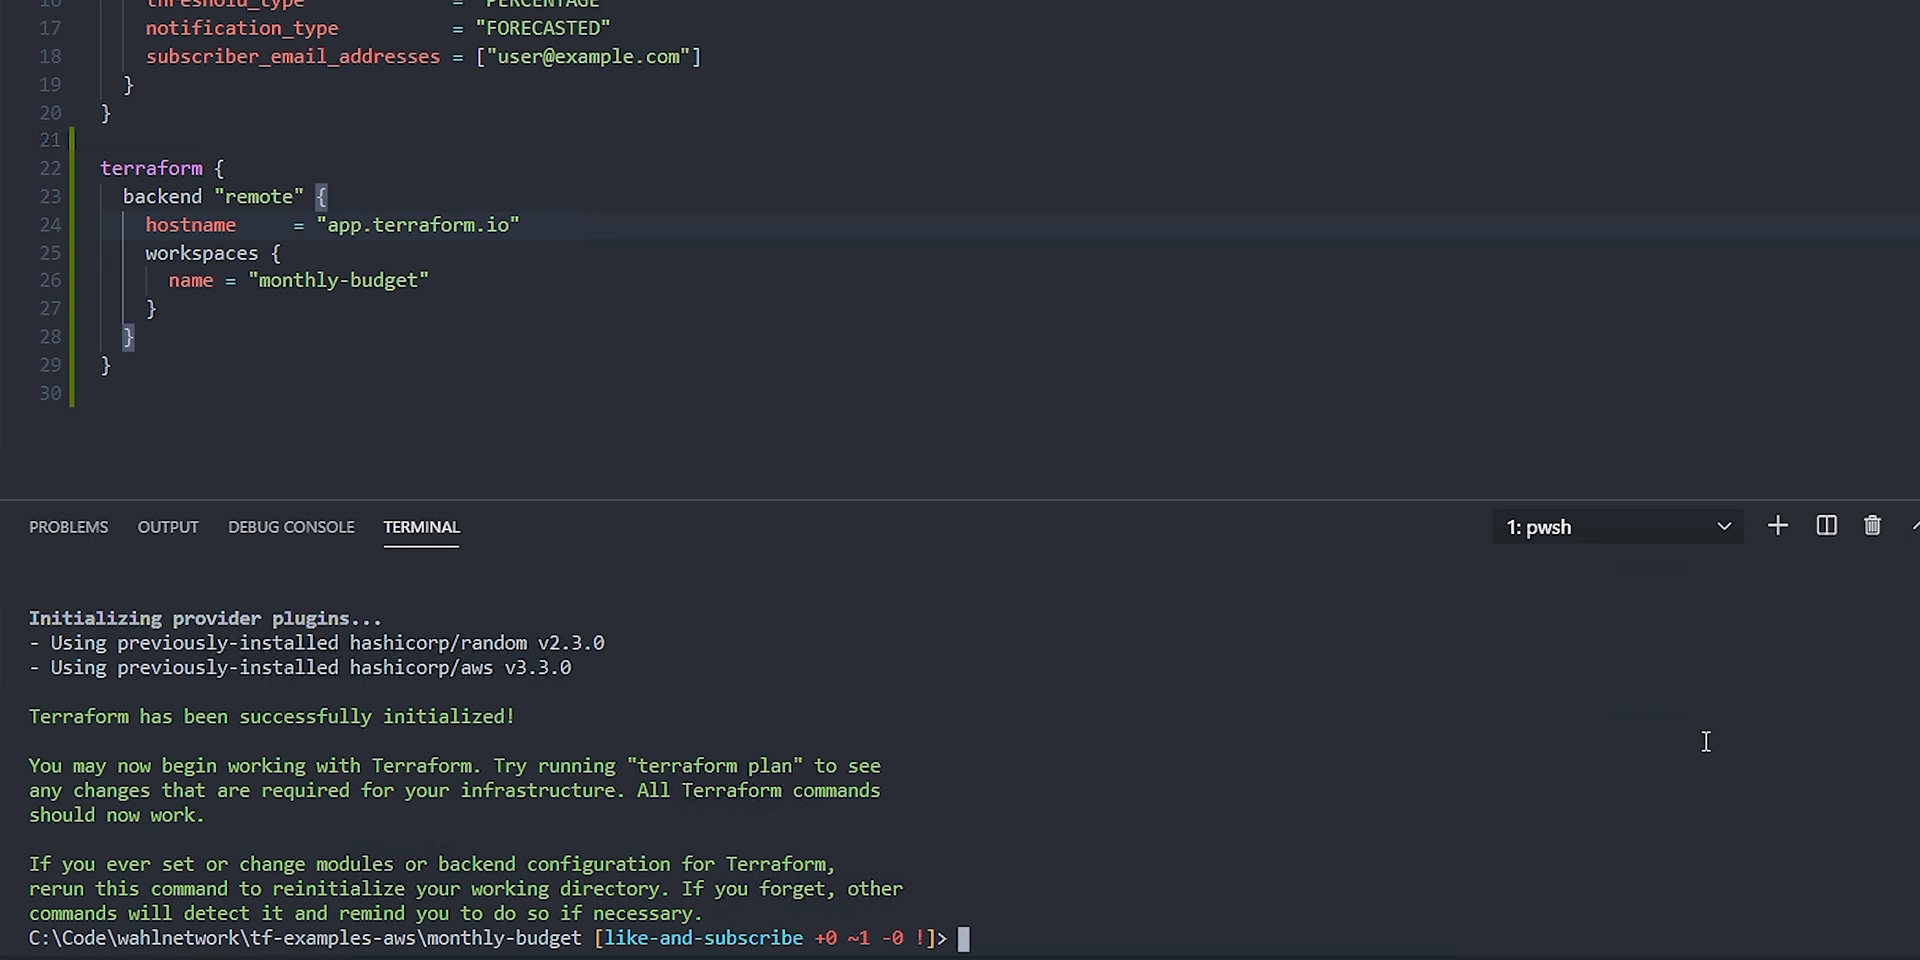 16 threshold_type = "PERCENTAGE"
17 notification_type = "FORECASTED"
18 subscriber_email_addresses = ["user@example.com"]
19 }
20 }
21
22 terraform {
23 backend "remote" {
24 hostname = "app.terraform.io"
25 workspaces {
26 name = "monthly-budget"
27 }
28 }
29 }
30
PROBLEMS OUTPUT DEBUG CONSOLE TERMINAL 1: pwsh
Initializing provider plugins...
- Using previously-installed hashicorp/random v2.3.0
- Using previously-installed hashicorp/aws v3.3.0
Terraform has been successfully initialized!
You may now begin working with Terraform. Try running "terraform plan" to see
any changes that are required for your infrastructure. All Terraform commands
should now work.
If you ever set or change modules or backend configuration for Terraform,
rerun this command to reinitialize your working directory. If you forget, other
commands will detect it and remind you to do so if necessary.
C:\Code\wahlnetwork\tf-examples-aws\monthly-budget [like-and-subscribe +0 ~1 -0 !]>